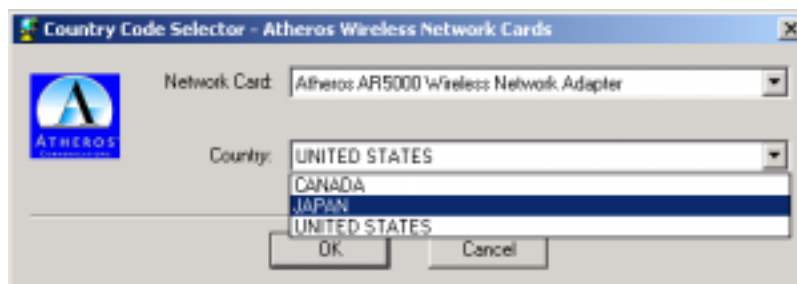 Country Code Selector - Atheros Wireless Network Cards
Network Card: Atheros AR5000 Wireless Network Adapter
ATHEROS
Country: UNITED STATES
CANADA
JAPAN
UNITED STATES
OK Cancel